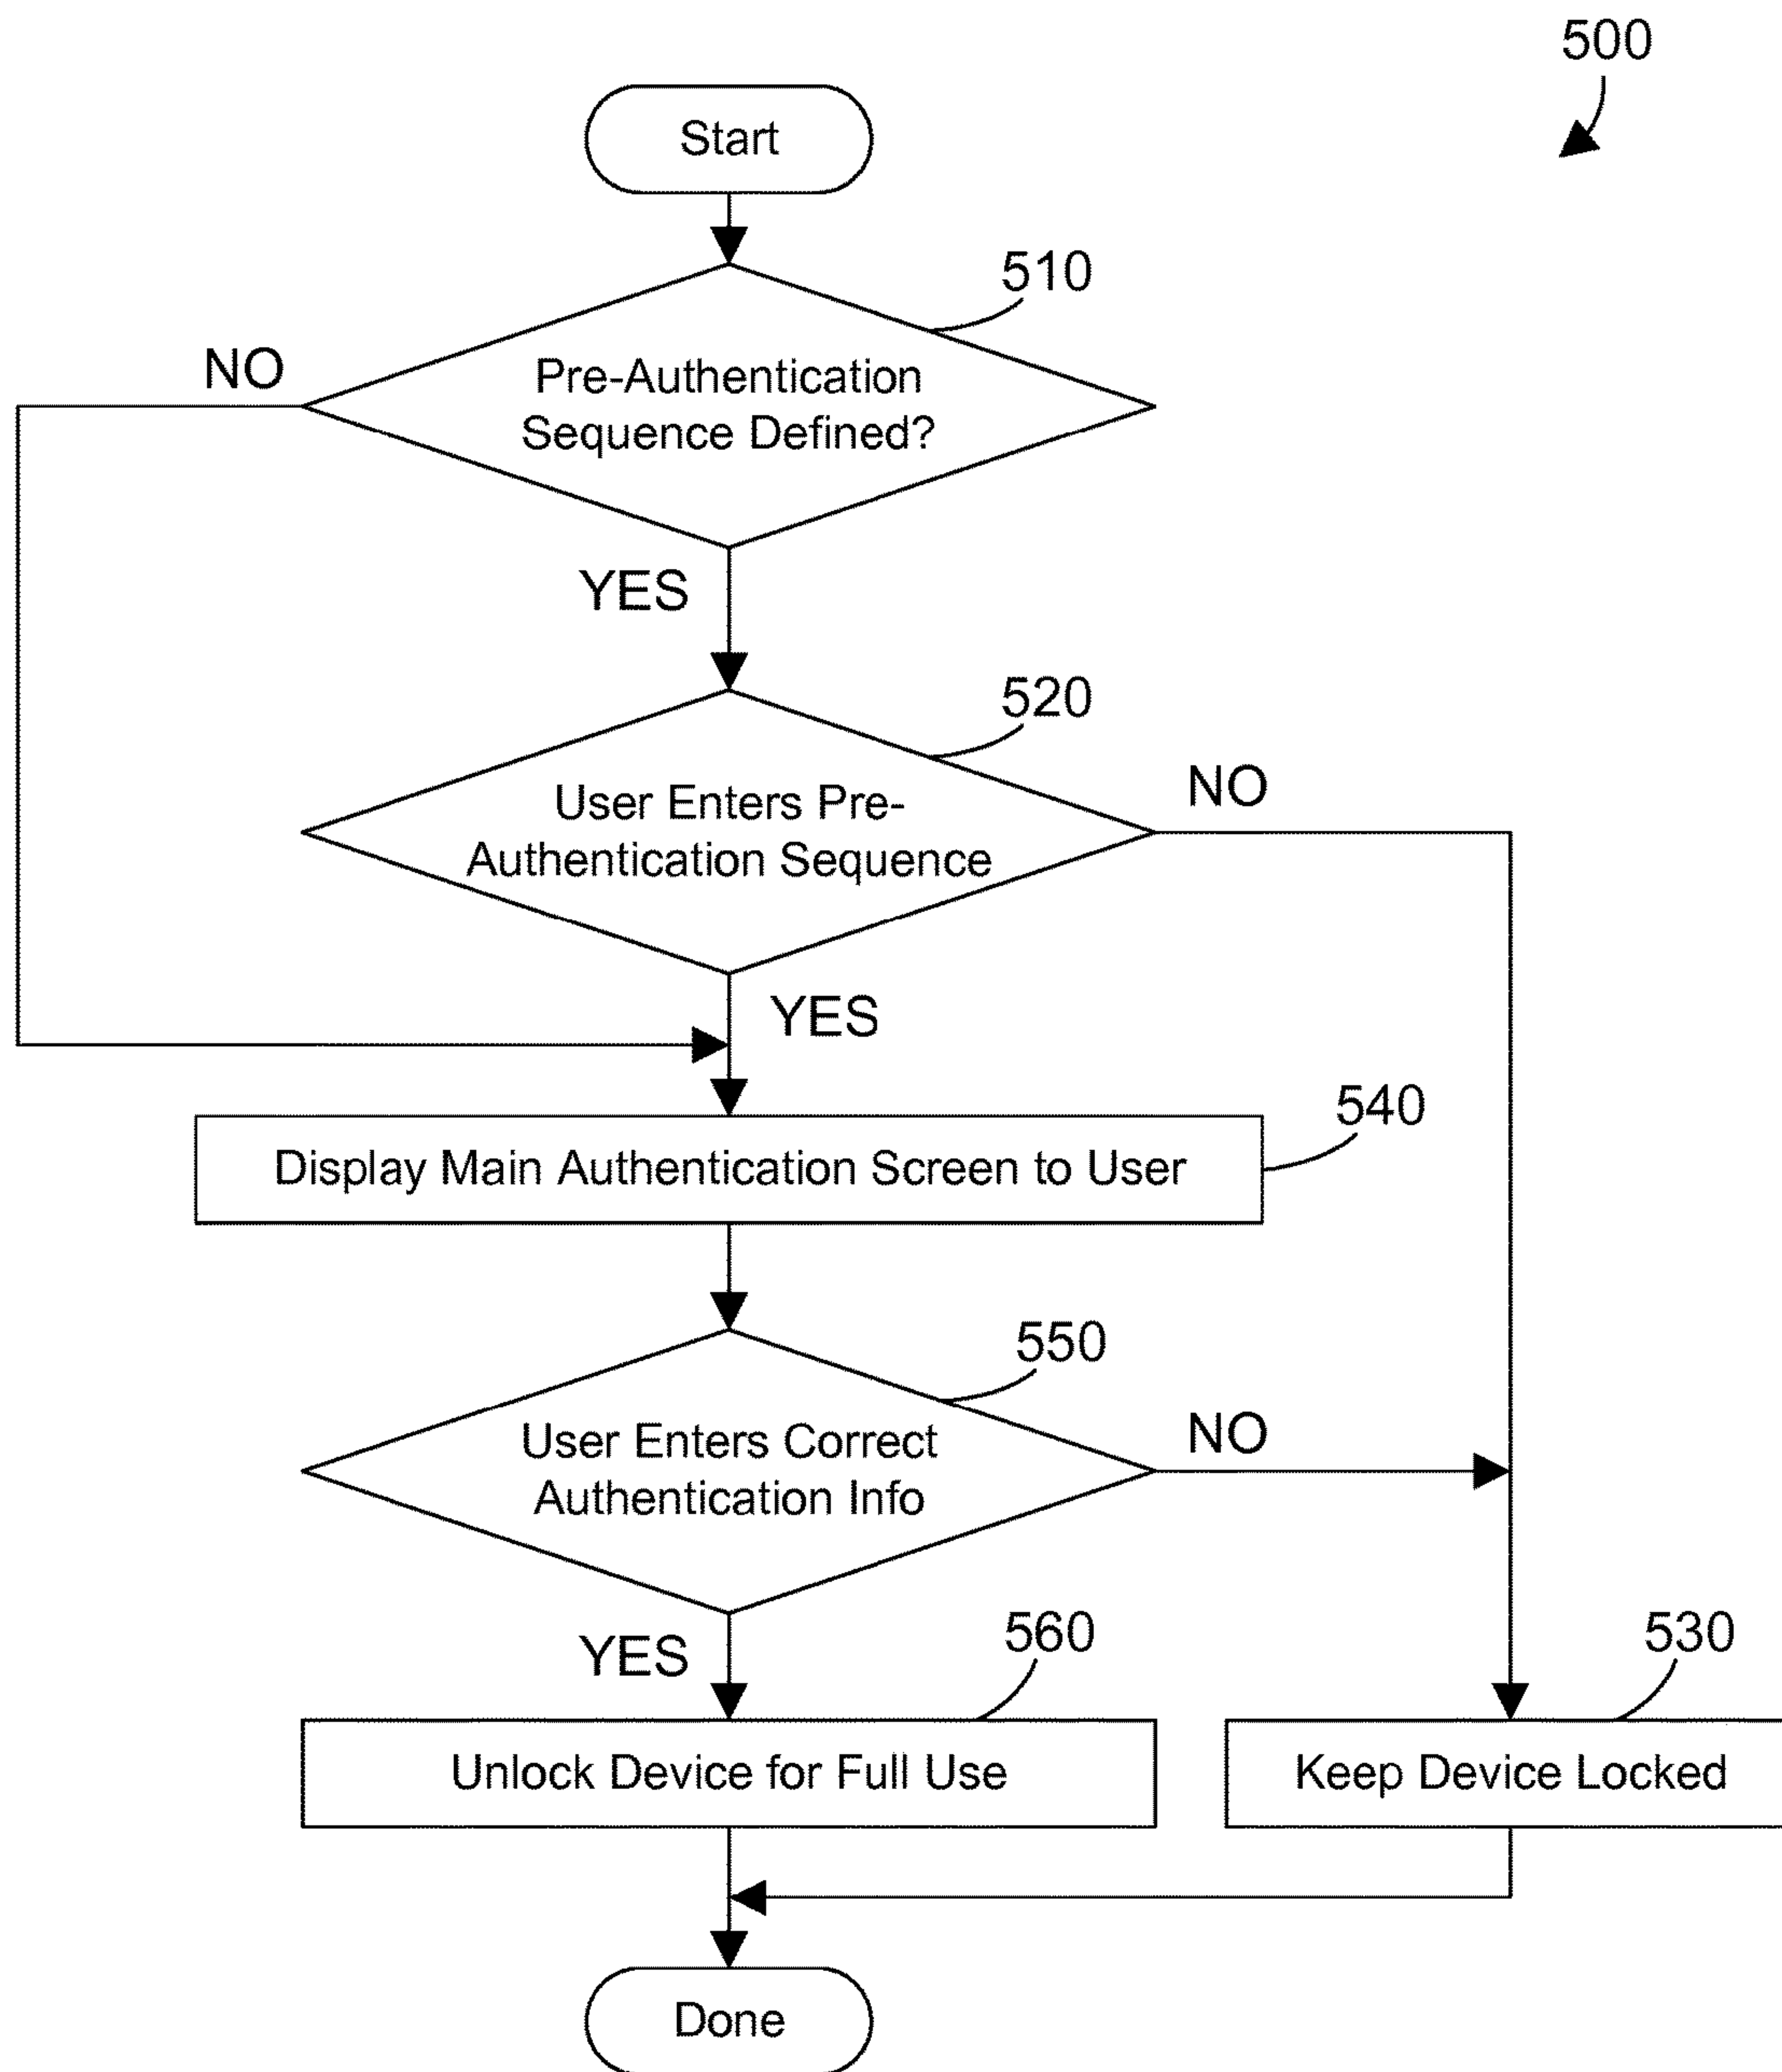 500
Start
510
NO
Pre-Authentication
Sequence Defined?
YES
520
NO
User Enters Pre-
Authentication Sequence
YES
540
Display Main Authentication Screen to User
550
NO
User Enters Correct
Authentication Info
YES
560
530
Unlock Device for Full Use
Keep Device Locked
Done